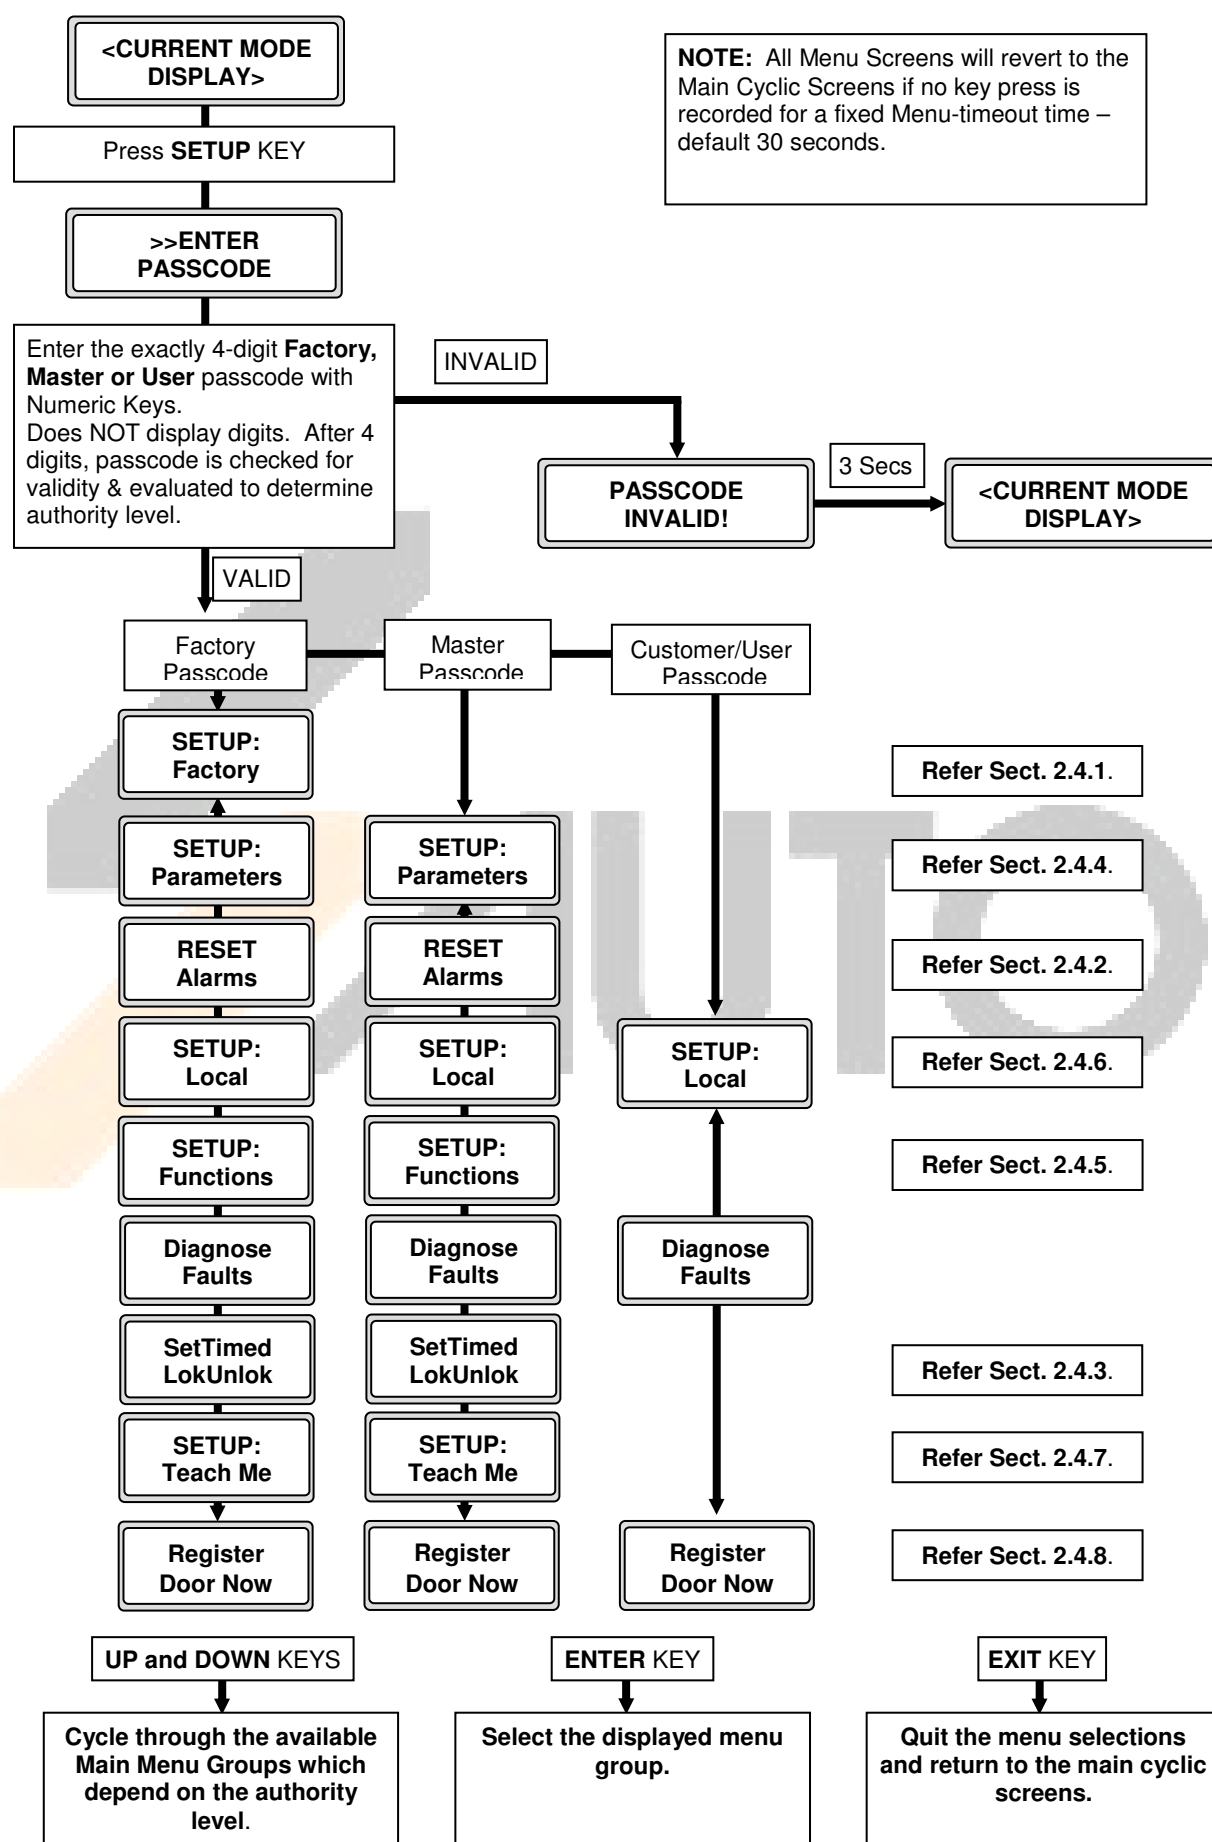 <CURRENT MODE
DISPLAY>
NOTE: All Menu Screens will revert to the
Main Cyclic Screens if no key press is
recorded for a fixed Menu-timeout time –
default 30 seconds.
Press SETUP KEY
>>ENTER
PASSCODE
Enter the exactly 4-digit Factory,
Master or User passcode with
Numeric Keys.
Does NOT display digits. After 4
digits, passcode is checked for
validity & evaluated to determine
authority level.
INVALID
PASSCODE
INVALID!
3 Secs
<CURRENT MODE
DISPLAY>
VALID
Factory
Passcode
Master
Passcode
Customer/User
Passcode
SETUP:
Factory
Refer Sect. 2.4.1.
SETUP:
Parameters
SETUP:
Parameters
Refer Sect. 2.4.4.
RESET
Alarms
RESET
Alarms
Refer Sect. 2.4.2.
SETUP:
Local
SETUP:
Local
SETUP:
Local
Refer Sect. 2.4.6.
SETUP:
Functions
SETUP:
Functions
Refer Sect. 2.4.5.
Diagnose
Faults
Diagnose
Faults
Diagnose
Faults
SetTimed
LokUnlok
SetTimed
LokUnlok
Refer Sect. 2.4.3.
SETUP:
Teach Me
SETUP:
Teach Me
Refer Sect. 2.4.7.
Register
Door Now
Register
Door Now
Register
Door Now
Refer Sect. 2.4.8.
UP and DOWN KEYS
Cycle through the available
Main Menu Groups which
depend on the authority
level.
ENTER KEY
Select the displayed menu
group.
EXIT KEY
Quit the menu selections
and return to the main cyclic
screens.
AUTO